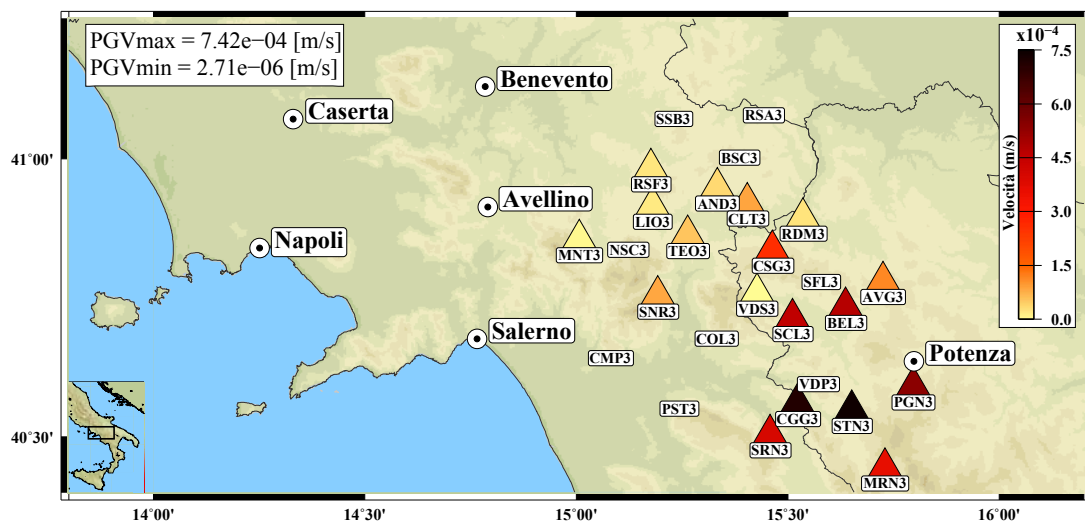 PGVmax = 7.42e−04 [m/s]
PGVmin = 2.71e−06 [m/s]
Benevento
Caserta
Avellino
Napoli
Salerno
Potenza
SSB3
RSA3
BSC3
RSF3
AND3
LIO3
CLT3
RDM3
MNT3
NSC3
TEO3
CSG3
SFL3
AVG3
SNR3
VDS3
BEL3
SCL3
COL3
CMP3
VDP3
PGN3
PST3
CGG3
STN3
SRN3
MRN3
x10⁻⁴
7.5
6.0
4.5
3.0
1.5
0.0
Velocità (m/s)
41°00'
40°30'
14°00'
14°30'
15°00'
15°30'
16°00'